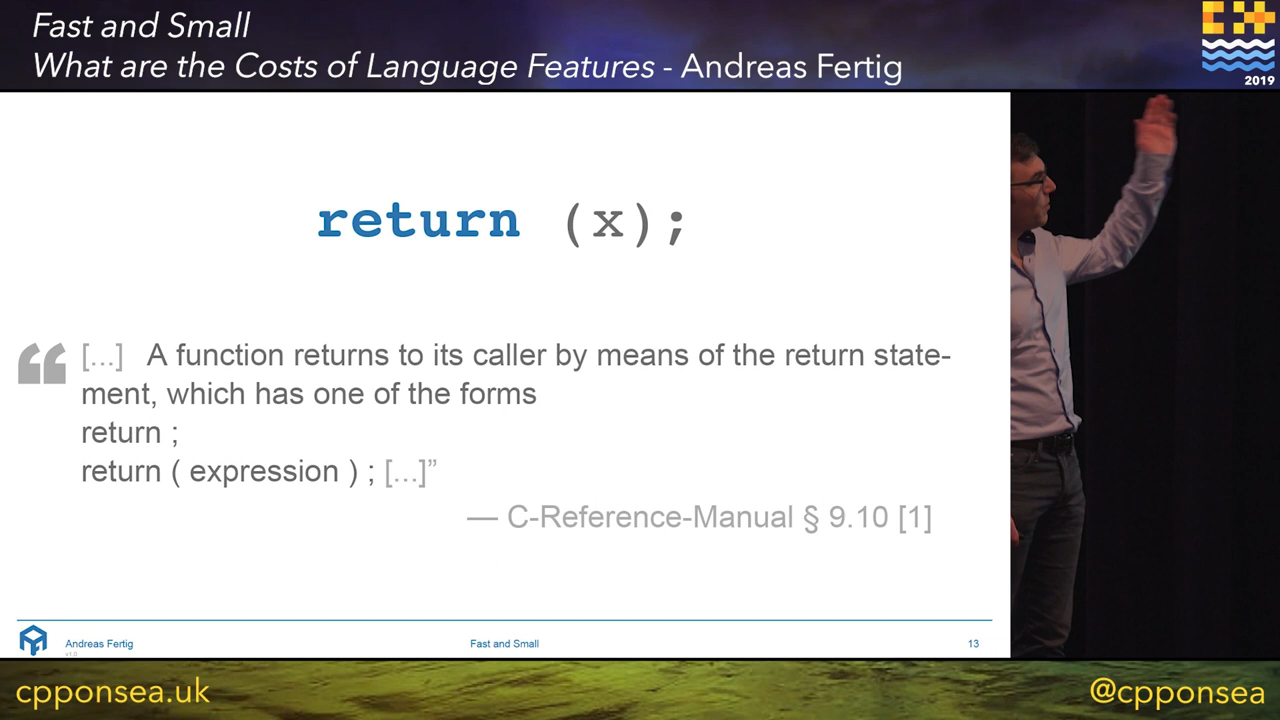 Fast and Small
What are the Costs of Language Features - Andreas Fertig
2019
return (x);
“ [...] A function returns to its caller by means of the return state-
ment, which has one of the forms
return ;
return ( expression ) ; [...]”
— C-Reference-Manual § 9.10 [1]
Andreas Fertig
v1.0
Fast and Small
13
cpponsea.uk
@cpponsea